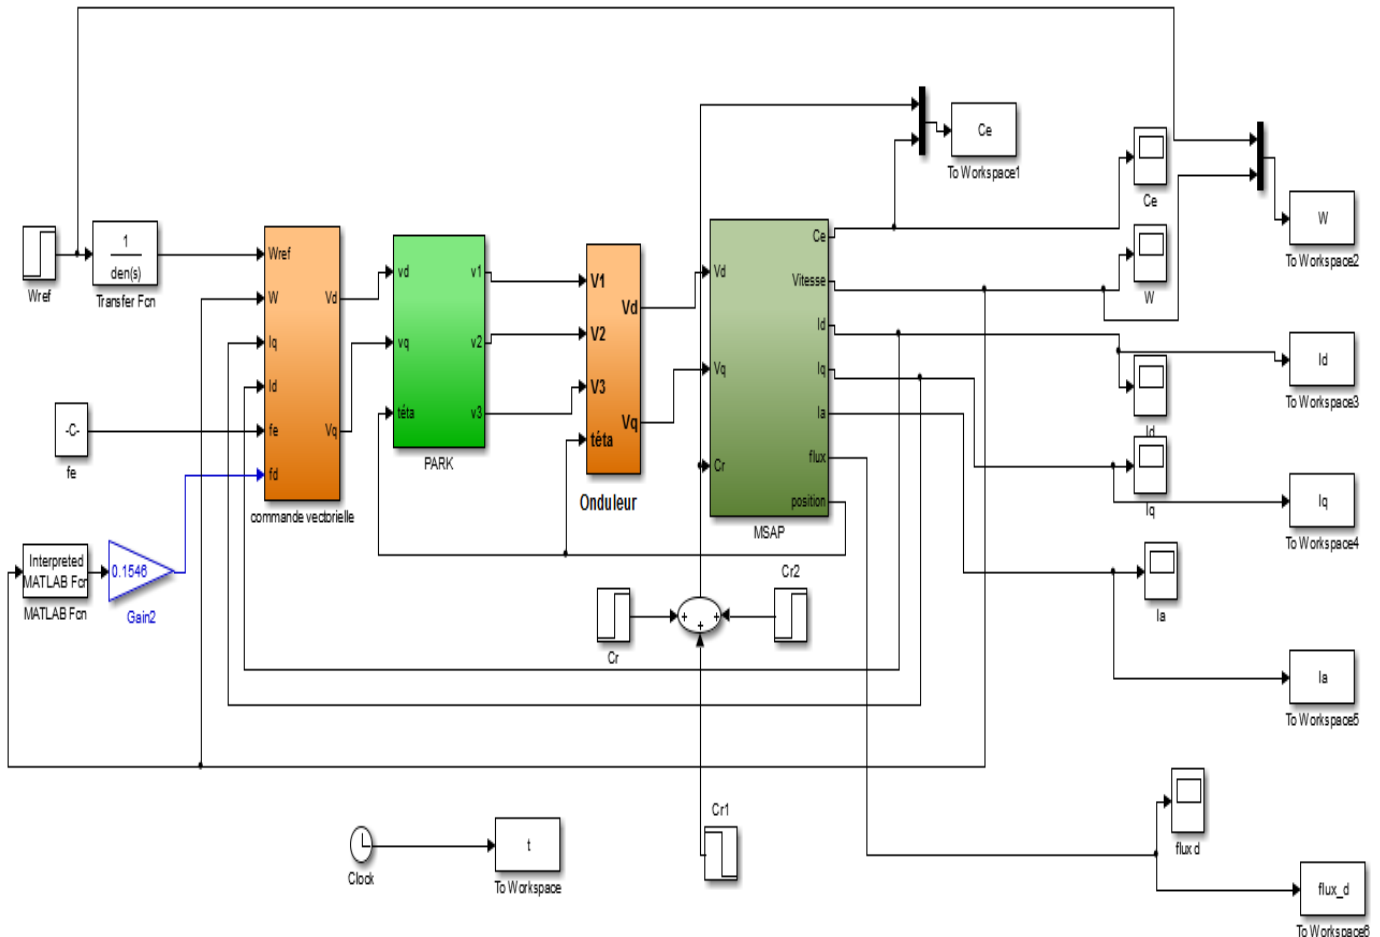 Ce
To Workspace1
Ce
W
To Workspace2
W
Wref
1
den(s)
Transfer Fcn
Wref
W
Iq
Id
fe
fd
Vd
Vq
commande vectorielle
vd
vq
téta
v1
v2
v3
PARK
V1
V2
V3
téta
Vd
Vq
Onduleur
Vd
Vq
Cr
Ce
Vitesse
Id
Iq
Ia
flux
position
MSAP
Id
To Workspace3
Id
-C-
fe
Iq
Iq
To Workspace4
Interpreted
MATLAB Fcn
MATLAB Fcn
0.1546
Gain2
Cr
Cr2
+
+
+
Ia
Ia
To Workspace5
Cr1
Clock
t
To Workspace
flux d
flux_d
To Workspace6